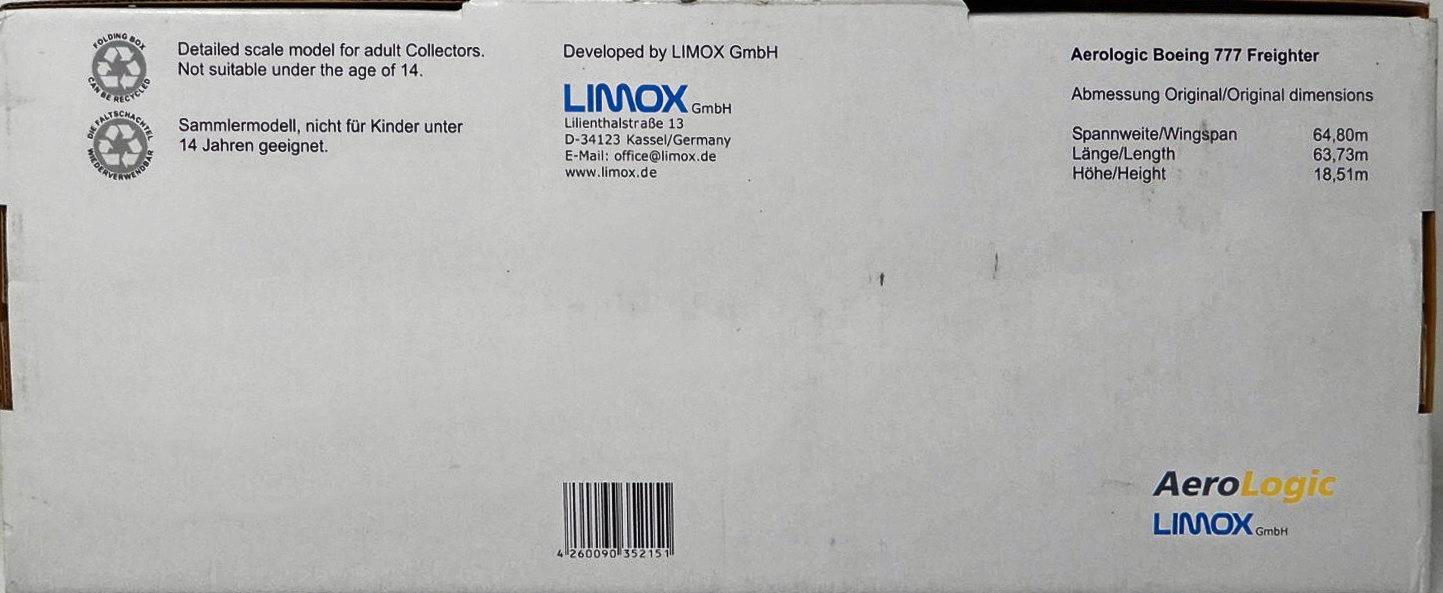 FOLDING BOX
CAN BE RECYCLED
Detailed scale model for adult Collectors.
Not suitable under the age of 14.
DIE FALTSCHACHTEL
WIEDERVERWENDBAR
Sammlermodell, nicht für Kinder unter
14 Jahren geeignet.
Developed by LIMOX GmbH
LIMOX GmbH
Lilienthalstraße 13
D-34123 Kassel/Germany
E-Mail: office@limox.de
www.limox.de
Aerologic Boeing 777 Freighter
Abmessung Original/Original dimensions
Spannweite/Wingspan 64,80m
Länge/Length 63,73m
Höhe/Height 18,51m
4 260090 352151
AeroLogic
LIMOX GmbH